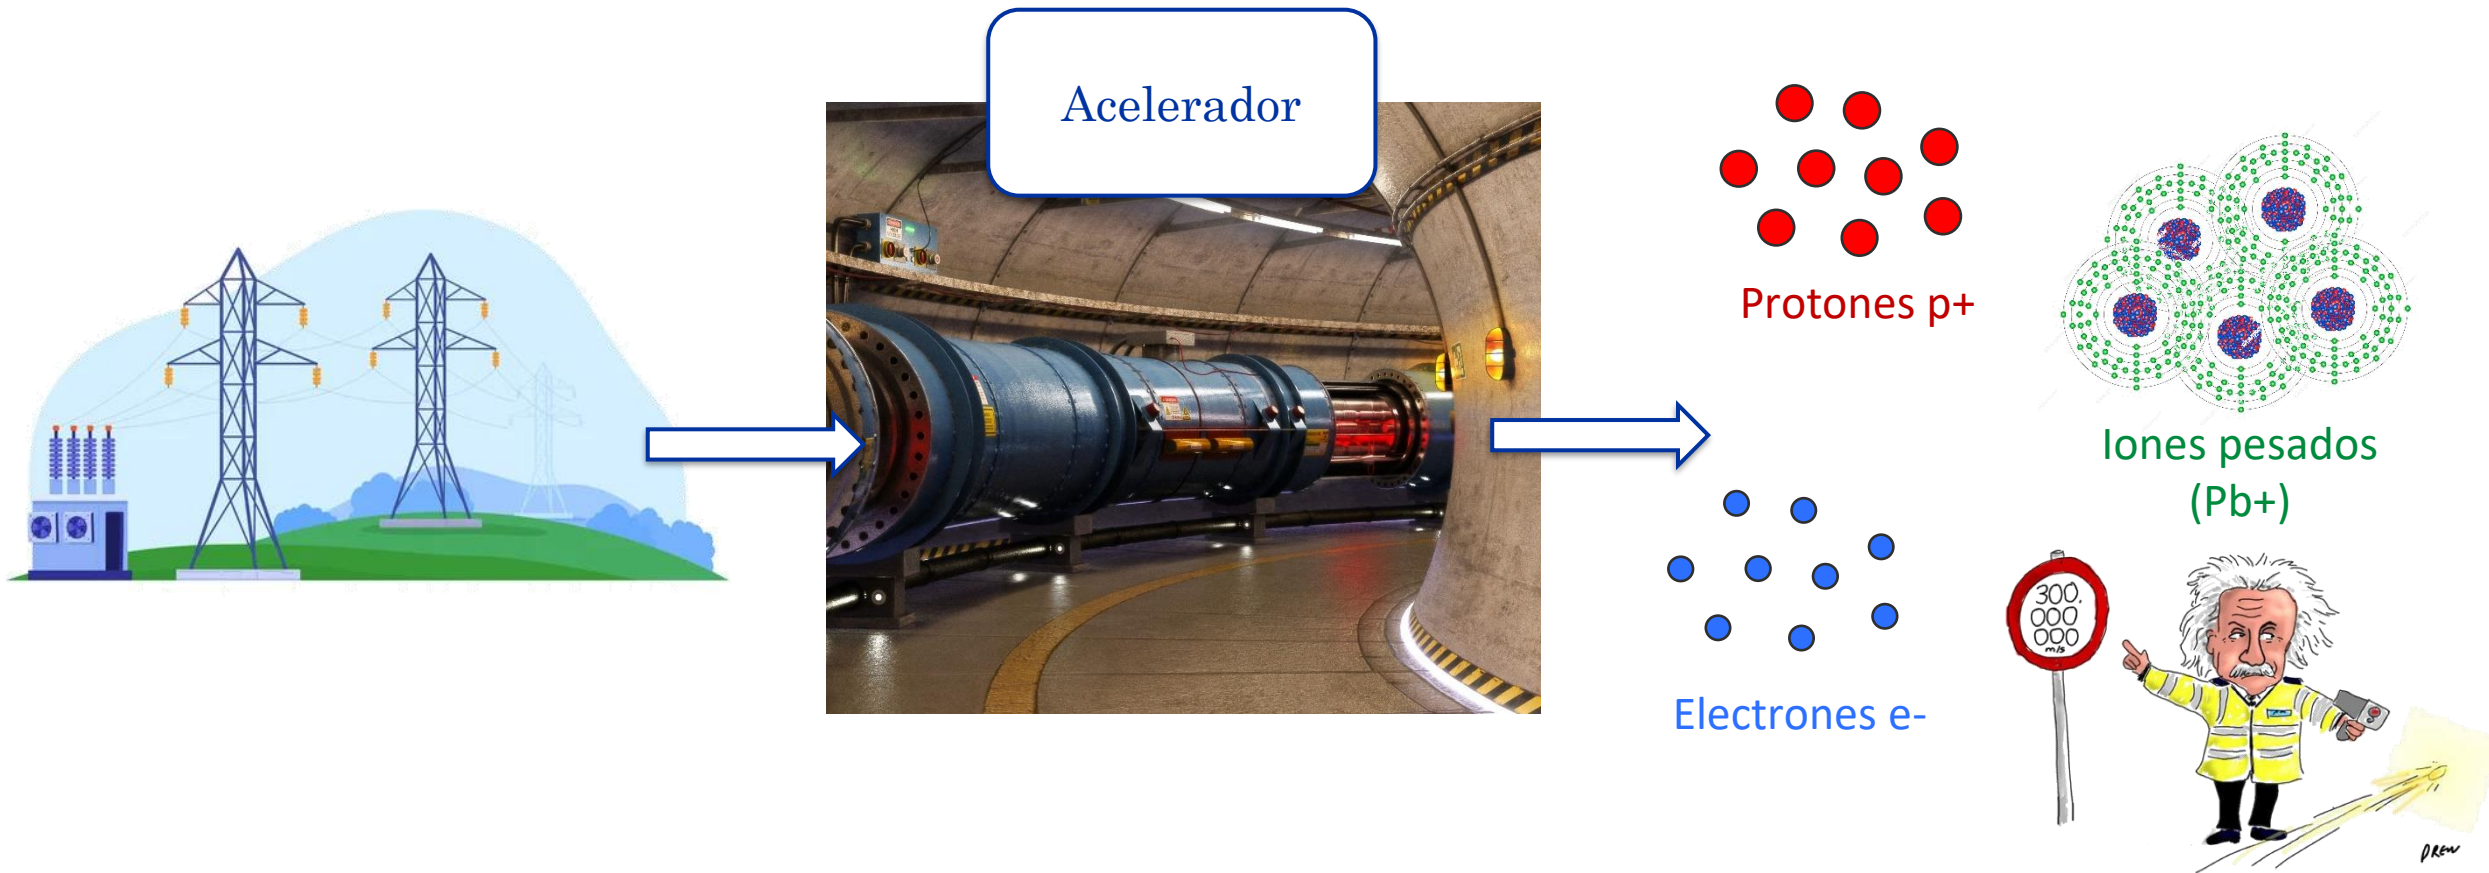 Acelerador
Protones p+
Iones pesados
(Pb+)
Electrones e-
300.
000
000
m/s
DREW